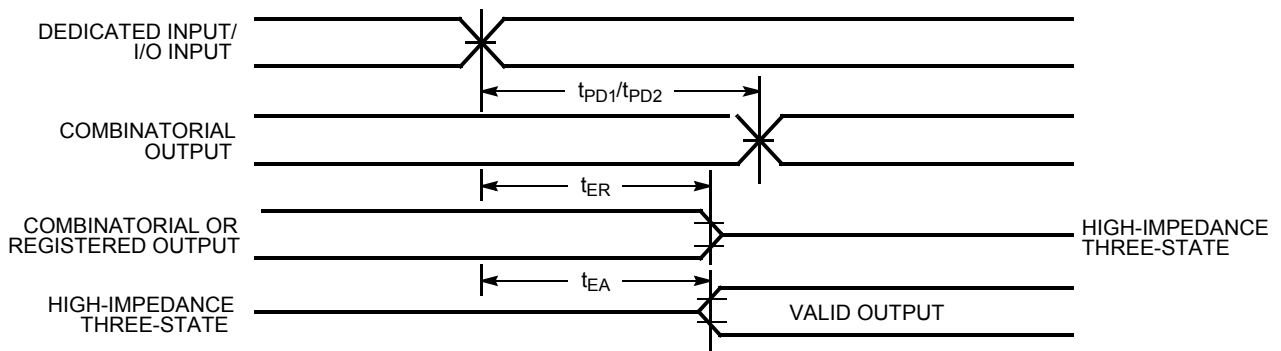 DEDICATED INPUT/
I/O INPUT
tPD1/tPD2
COMBINATORIAL
OUTPUT
tER
COMBINATORIAL OR
REGISTERED OUTPUT
HIGH-IMPEDANCE
THREE-STATE
tEA
HIGH-IMPEDANCE
THREE-STATE
VALID OUTPUT